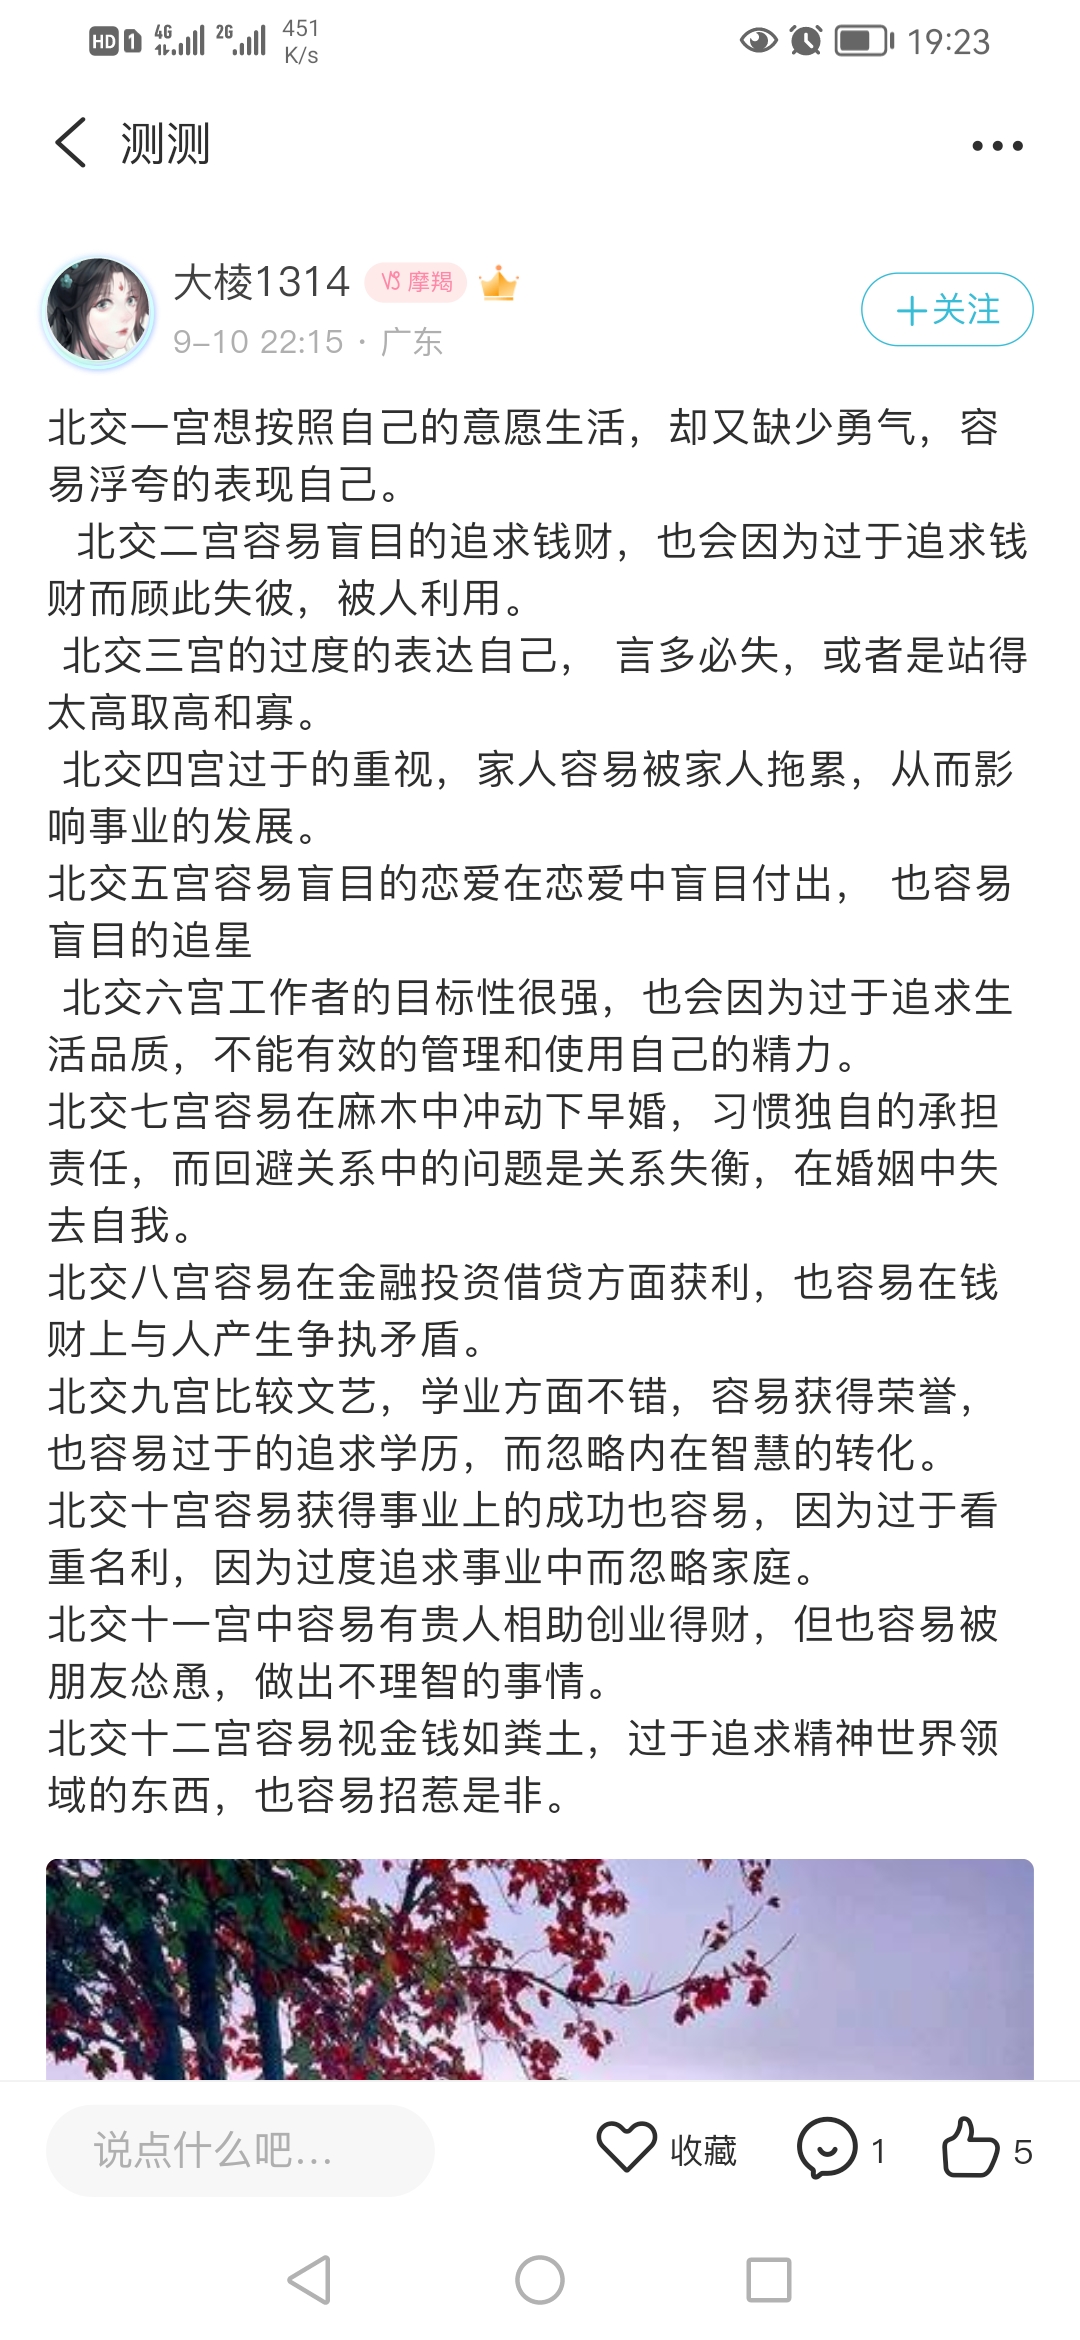 HD 1 4G 2G 451 K/s 19:23
测测
大棱1314 摩羯
9-10 22:15 · 广东
+关注
北交一宫想按照自己的意愿生活，却又缺少勇气，容
易浮夸的表现自己。
北交二宫容易盲目的追求钱财，也会因为过于追求钱
财而顾此失彼，被人利用。
北交三宫的过度的表达自己， 言多必失，或者是站得
太高取高和寡。
北交四宫过于的重视，家人容易被家人拖累，从而影
响事业的发展。
北交五宫容易盲目的恋爱在恋爱中盲目付出， 也容易
盲目的追星
北交六宫工作者的目标性很强，也会因为过于追求生
活品质，不能有效的管理和使用自己的精力。
北交七宫容易在麻木中冲动下早婚，习惯独自的承担
责任，而回避关系中的问题是关系失衡，在婚姻中失
去自我。
北交八宫容易在金融投资借贷方面获利，也容易在钱
财上与人产生争执矛盾。
北交九宫比较文艺，学业方面不错，容易获得荣誉，
也容易过于的追求学历，而忽略内在智慧的转化。
北交十宫容易获得事业上的成功也容易，因为过于看
重名利，因为过度追求事业中而忽略家庭。
北交十一宫中容易有贵人相助创业得财，但也容易被
朋友怂恿，做出不理智的事情。
北交十二宫容易视金钱如粪土，过于追求精神世界领
域的东西，也容易招惹是非。
说点什么吧... 收藏 1 5